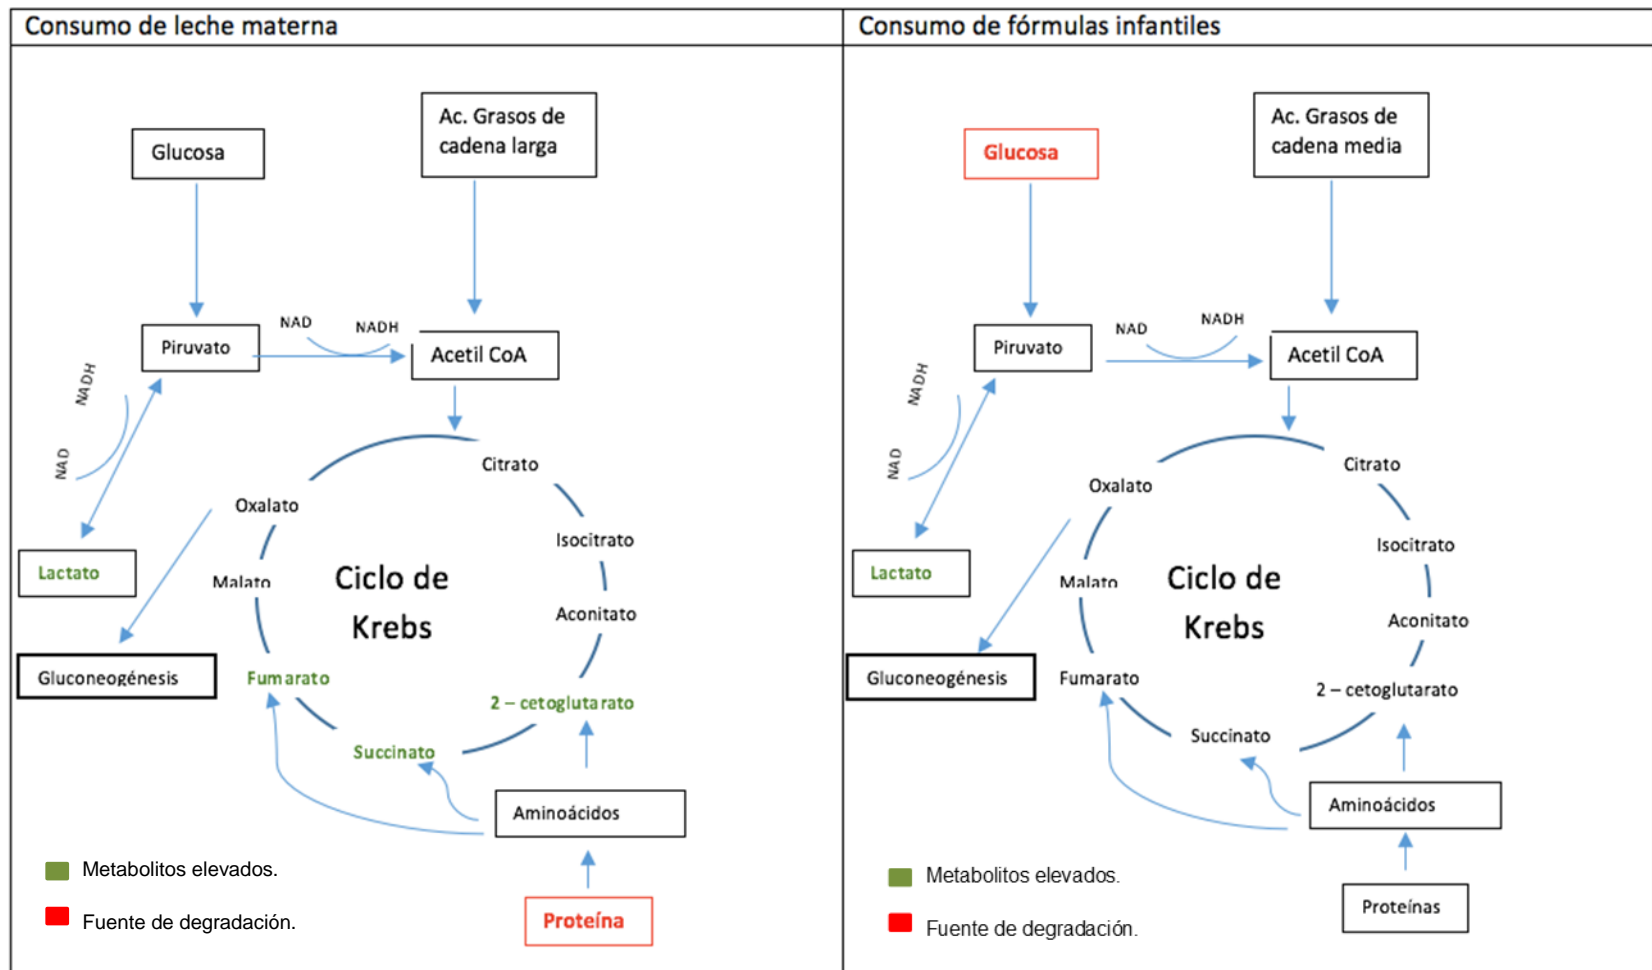 Consumo de leche materna
Glucosa
Ac. Grasos de
cadena larga
Piruvato
NAD
NADH
Acetil CoA
NADH
NAD
Citrato
Oxalato
Isocitrato
Lactato
Malato
Ciclo de
Krebs
Aconitato
Gluconeogénesis
Fumarato
2 – cetoglutarato
Succinato
Aminoácidos
Metabolitos elevados.
Fuente de degradación.
Proteína
Consumo de fórmulas infantiles
Glucosa
Ac. Grasos de
cadena media
Piruvato
NAD
NADH
Acetil CoA
NADH
NAD
Citrato
Oxalato
Isocitrato
Lactato
Malato
Ciclo de
Krebs
Aconitato
Gluconeogénesis
Fumarato
2 – cetoglutarato
Succinato
Aminoácidos
Metabolitos elevados.
Fuente de degradación.
Proteínas